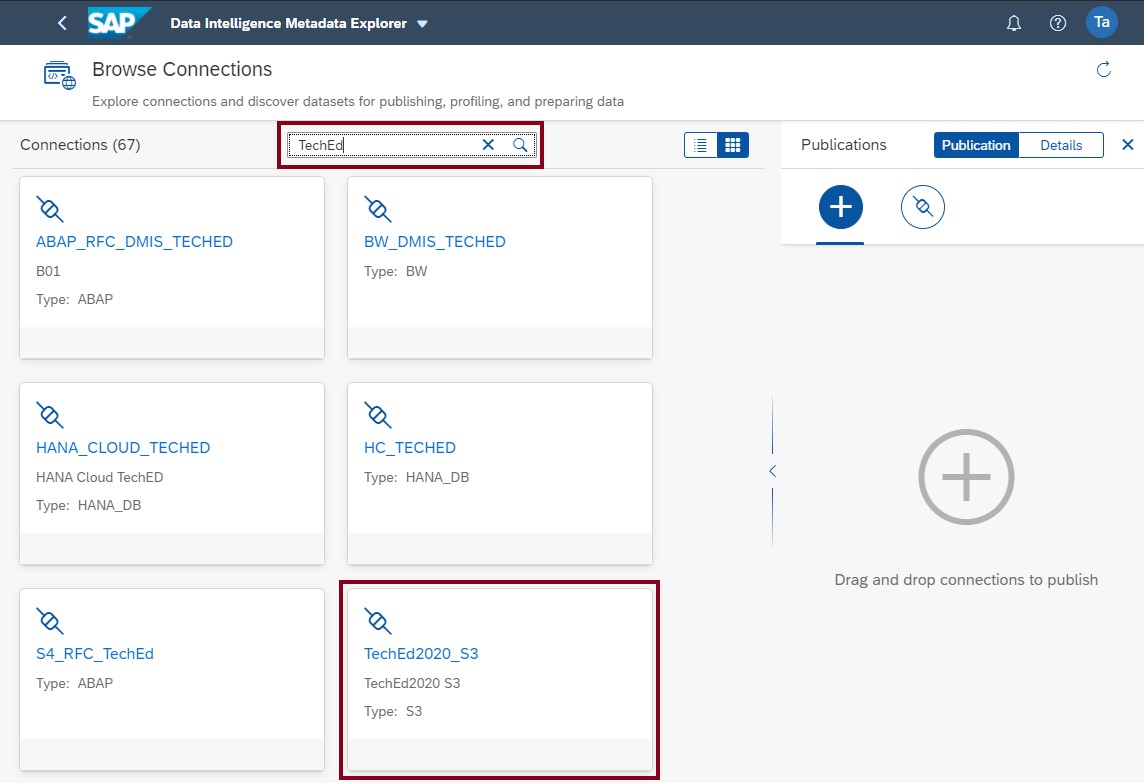 SAP Data Intelligence Metadata Explorer
Ta
Browse Connections
Explore connections and discover datasets for publishing, profiling, and preparing data
Connections (67)
TechEd
ABAP_RFC_DMIS_TECHED
B01
Type: ABAP
BW_DMIS_TECHED
Type: BW
HANA_CLOUD_TECHED
HANA Cloud TechED
Type: HANA_DB
HC_TECHED
Type: HANA_DB
S4_RFC_TechEd
Type: ABAP
TechEd2020_S3
TechEd2020 S3
Type: S3
Publications
Publication
Details
Drag and drop connections to publish